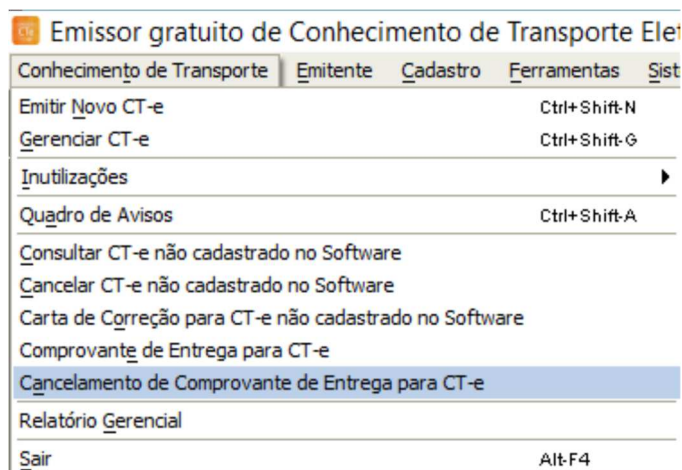 Emissor gratuito de Conhecimento de Transporte Elet
Conhecimento de Transporte Emitente Cadastro Ferramentas Sist
Emitir Novo CT-e Ctrl+Shift-N
Gerenciar CT-e Ctrl+Shift-G
Inutilizações
Quadro de Avisos Ctrl+Shift-A
Consultar CT-e não cadastrado no Software
Cancelar CT-e não cadastrado no Software
Carta de Correção para CT-e não cadastrado no Software
Comprovante de Entrega para CT-e
Cancelamento de Comprovante de Entrega para CT-e
Relatório Gerencial
Sair Alt-F4